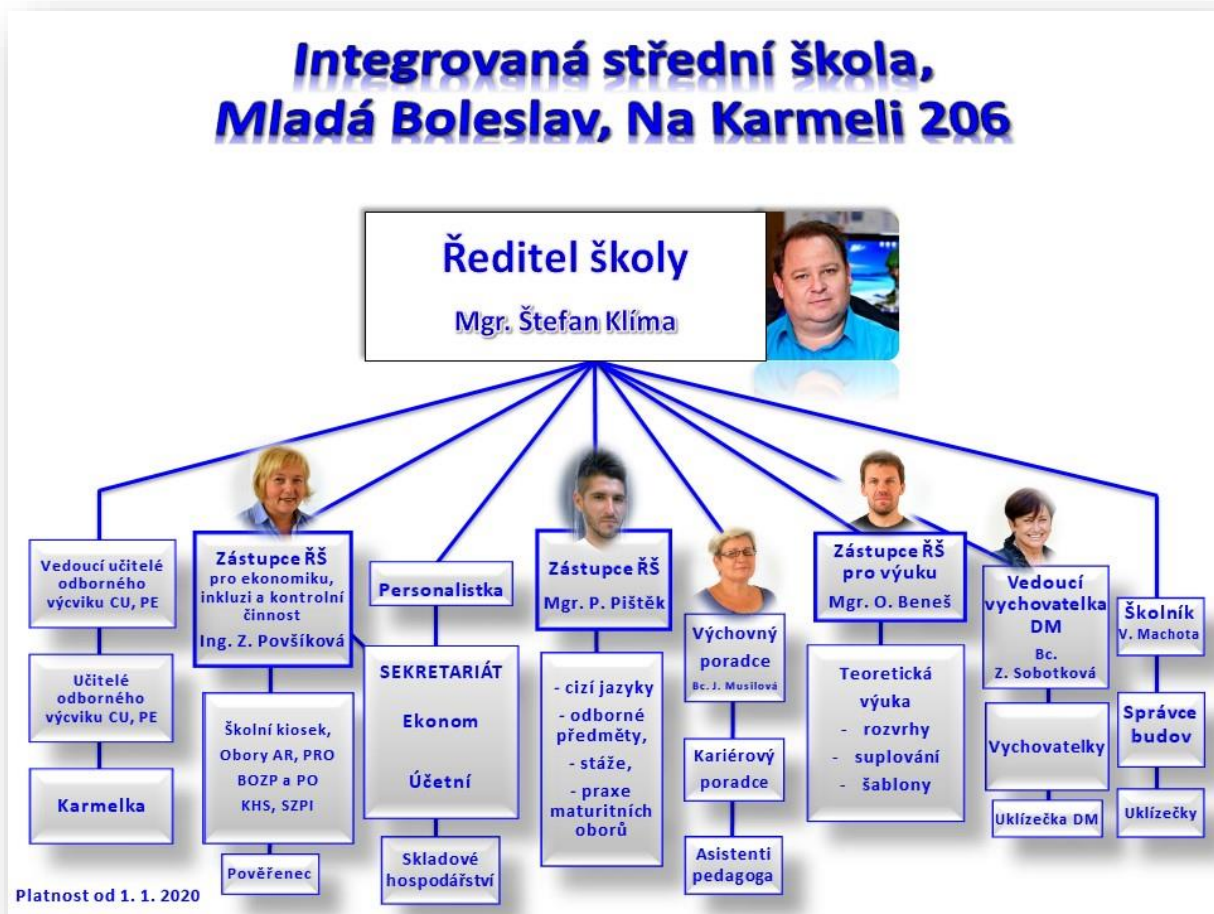 Integrovaná střední škola,
Mladá Boleslav, Na Karmeli 206
Ředitel školy
Mgr. Štefan Klíma
Vedoucí učitelé
odborného
výcviku CU, PE
Učitelé
odborného
výcviku CU, PE
Karmelka
Zástupce ŘŠ
pro ekonomiku,
inkluzi a kontrolní
činnost
Ing. Z. Povšíková
Školní kiosek,
Obory AR, PRO
BOZP a PO
KHS, SZPI
Pověřenec
Personalistka
SEKRETARIÁT
Ekonom
Účetní
Skladové
hospodářství
Zástupce ŘŠ
Mgr. P. Pištěk
- cizí jazyky
- odborné
předměty,
- stáže,
- praxe
maturitních
oborů
Výchovný
poradce
Bc. J. Musilová
Kariérový
poradce
Asistenti
pedagoga
Zástupce ŘŠ
pro výuku
Mgr. O. Beneš
Teoretická
výuka
- rozvrhy
- suplování
- šablony
Vedoucí
vychovatelka
DM
Bc.
Z. Sobotková
Vychovatelky
Uklízečka DM
Školník
V. Machota
Správce
budov
Uklízečky
Platnost od 1. 1. 2020